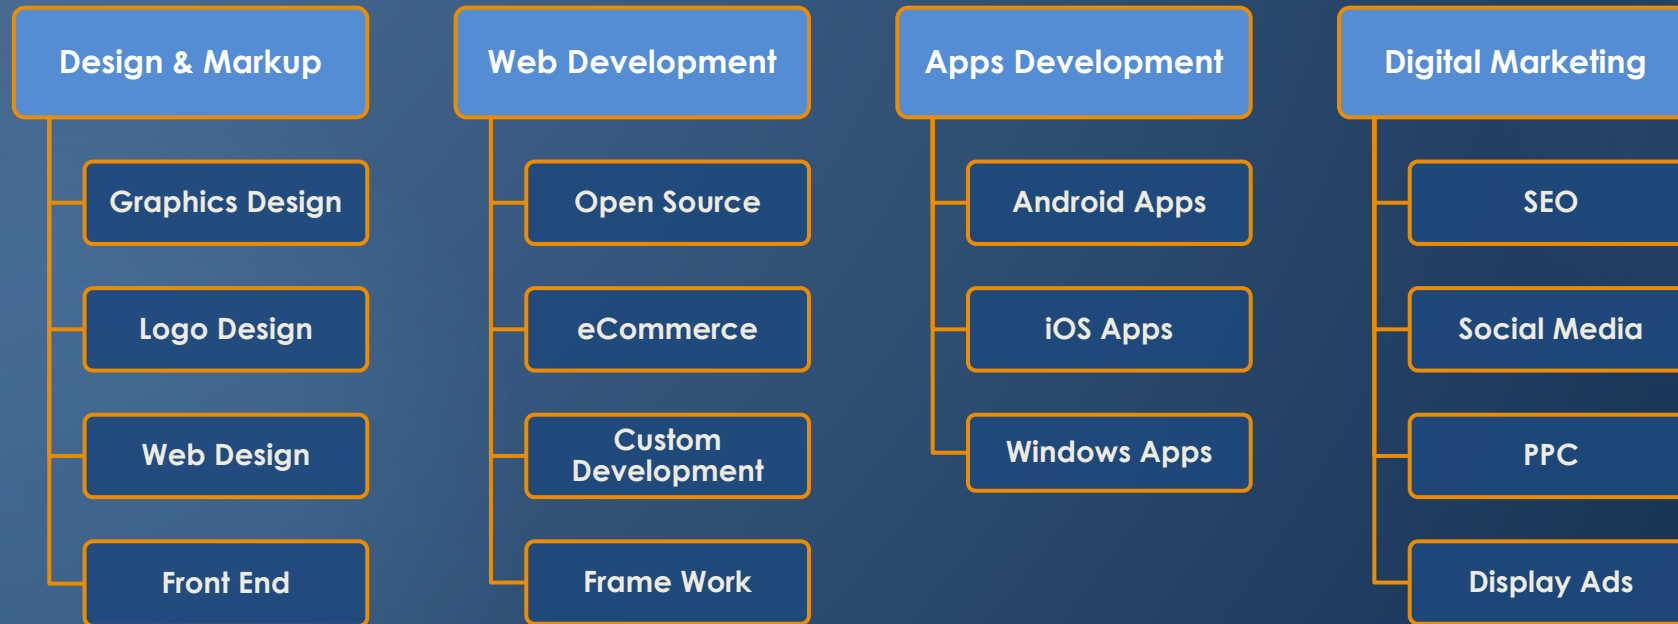 Design & Markup
Graphics Design
Logo Design
Web Design
Front End
Web Development
Open Source
eCommerce
Custom
Development
Frame Work
Apps Development
Android Apps
iOS Apps
Windows Apps
Digital Marketing
SEO
Social Media
PPC
Display Ads